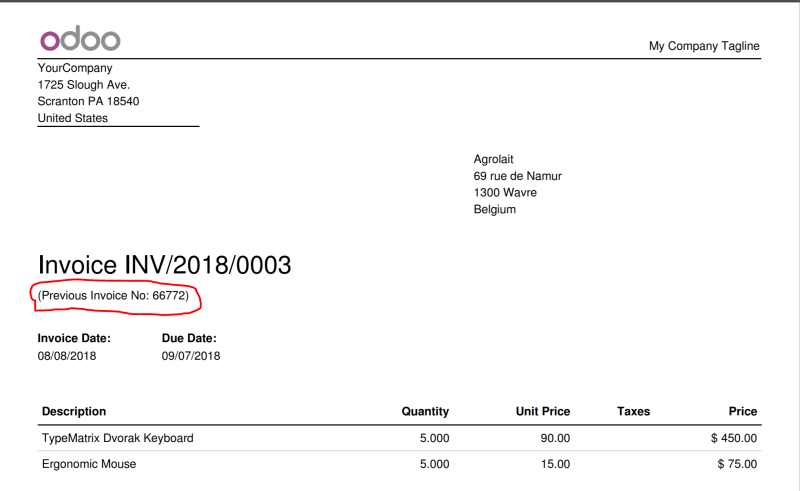 odoo
My Company Tagline
YourCompany
1725 Slough Ave.
Scranton PA 18540
United States
Agrolait
69 rue de Namur
1300 Wavre
Belgium
Invoice INV/2018/0003
(Previous Invoice No: 66772)
Invoice Date: Due Date:
08/08/2018 09/07/2018
Description Quantity Unit Price Taxes Price
TypeMatrix Dvorak Keyboard 5.000 90.00 $ 450.00
Ergonomic Mouse 5.000 15.00 $ 75.00